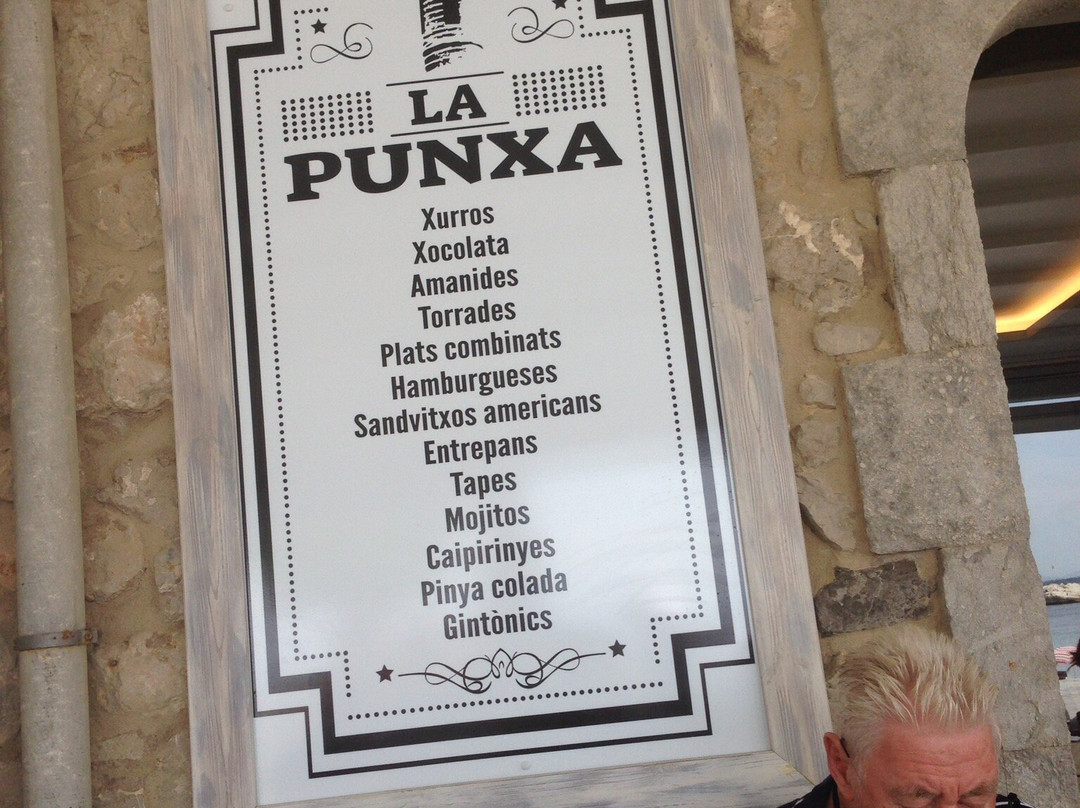 LA
PUNXA
Xurros
Xocolata
Amanides
Torrades
Plats combinats
Hamburgueses
Sandvitxos americans
Entrepans
Tapes
Mojitos
Caipirinyes
Pinya colada
Gintònics